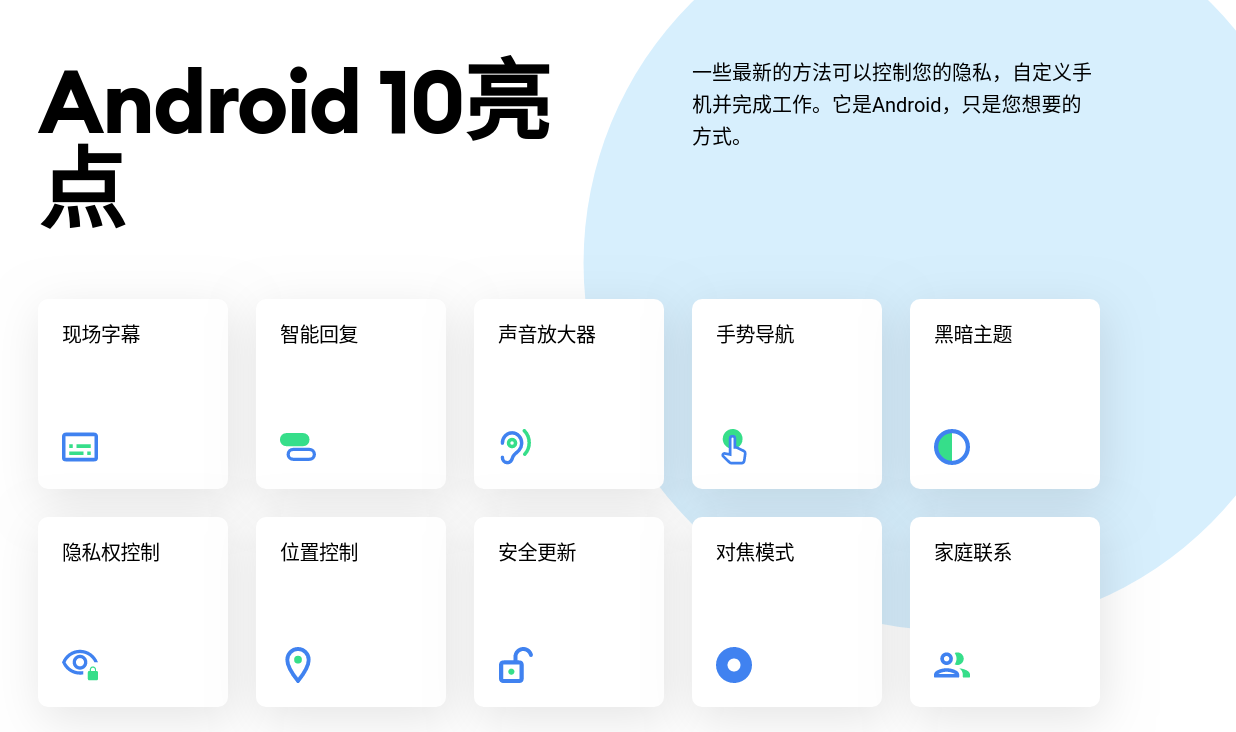 Android 10亮
点
一些最新的方法可以控制您的隐私，自定义手
机并完成工作。它是Android，只是您想要的
方式。
现场字幕
智能回复
声音放大器
手势导航
黑暗主题
隐私权控制
位置控制
安全更新
对焦模式
家庭联系